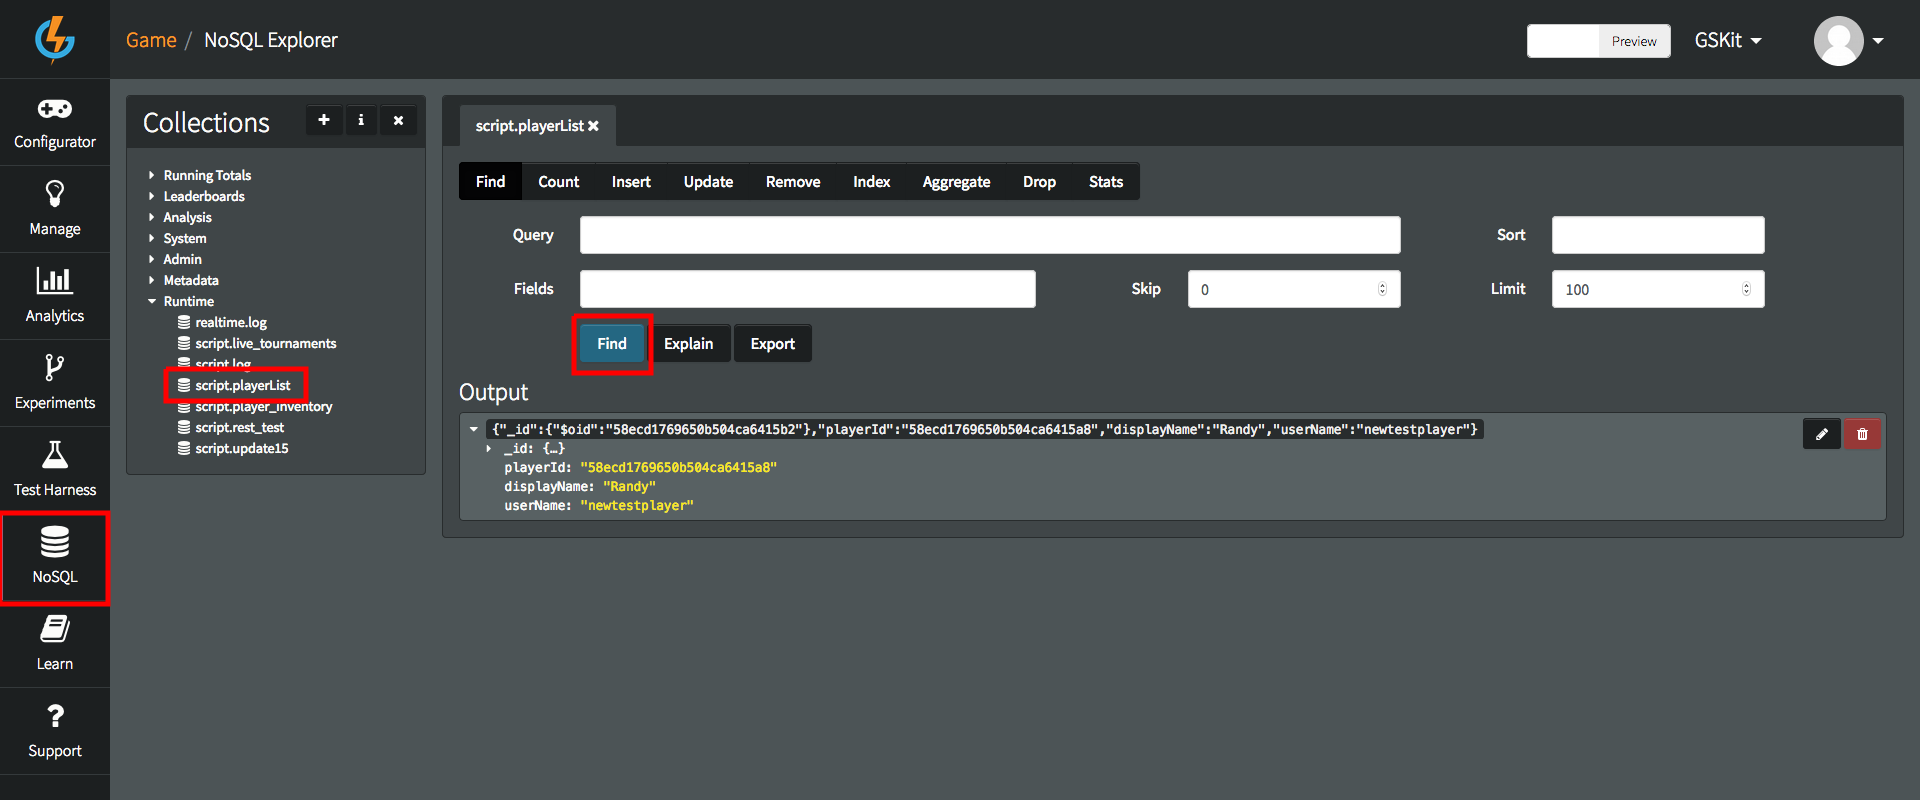 Game / NoSQL Explorer
Preview
GSKit
Configurator
Manage
Analytics
Experiments
Test Harness
NoSQL
Learn
Support
Collections
Running Totals
Leaderboards
Analysis
System
Admin
Metadata
Runtime
realtime.log
script.live_tournaments
script.log
script.playerList
script.player_inventory
script.rest_test
script.update15
script.playerList
Find Count Insert Update Remove Index Aggregate Drop Stats
Query
Sort
Fields
Skip 0
Limit 100
Find Explain Export
Output
{"_id":{"$oid":"58ecd1769650b504ca6415b2"},"playerId":"58ecd1769650b504ca6415a8","displayName":"Randy","userName":"newtestplayer"}
_id: {…}
playerId: "58ecd1769650b504ca6415a8"
displayName: "Randy"
userName: "newtestplayer"